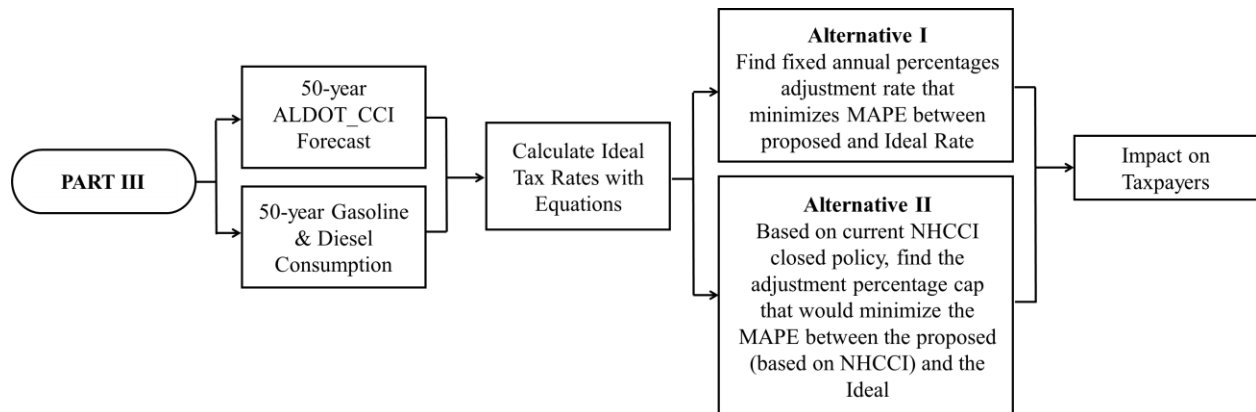 PART III
50-year
ALDOT_CCI
Forecast
50-year Gasoline
& Diesel
Consumption
Calculate Ideal
Tax Rates with
Equations
Alternative I
Find fixed annual percentages
adjustment rate that
minimizes MAPE between
proposed and Ideal Rate
Alternative II
Based on current NHCCI
closed policy, find the
adjustment percentage cap
that would minimize the
MAPE between the proposed
(based on NHCCI) and the
Ideal
Impact on
Taxpayers